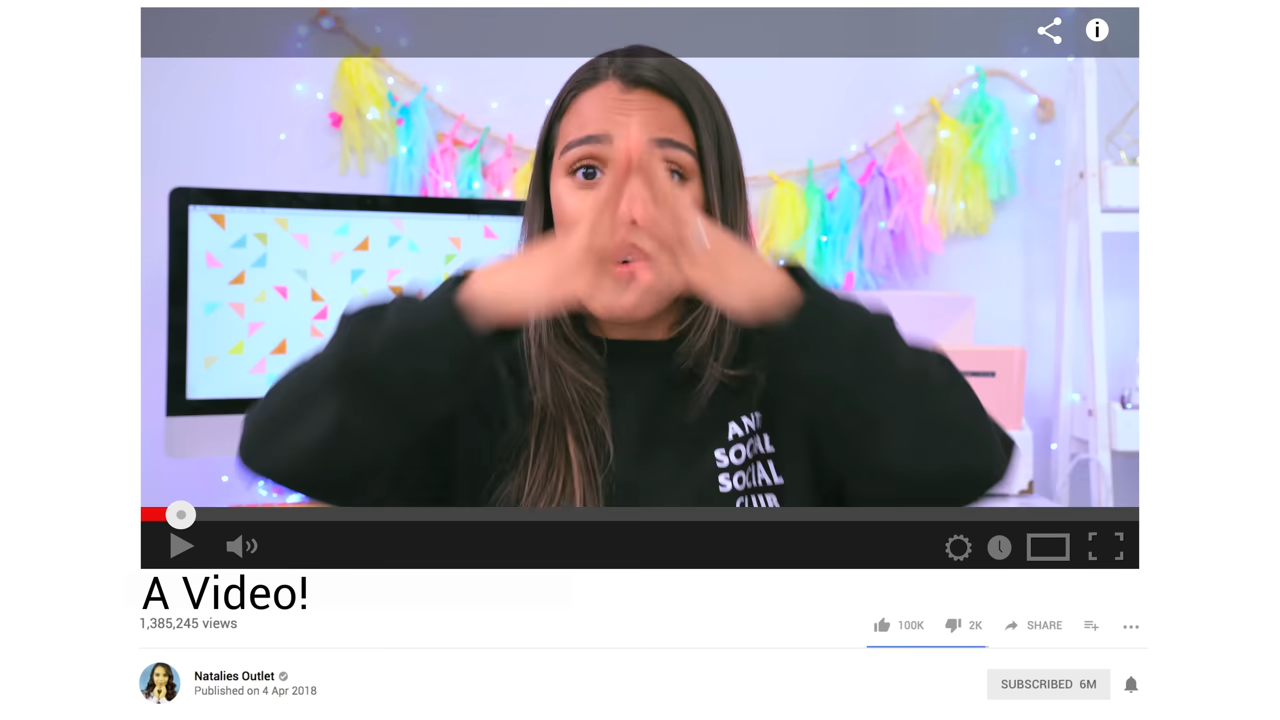 ANTI
SOCIAL
SOCIAL
CLUB
A Video!
1,385,245 views
100K
2K
SHARE
Natalies Outlet
Published on 4 Apr 2018
SUBSCRIBED 6M